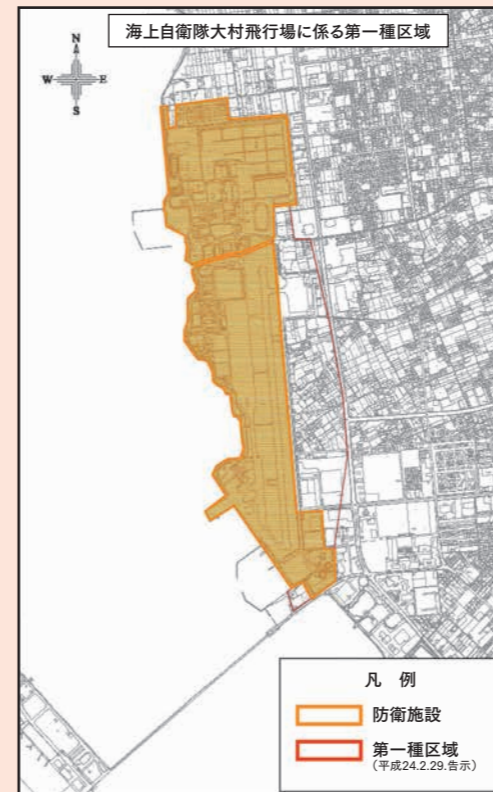 海上自衛隊大村飛行場に係る第一種区域
N
W E
S
凡 例
防衛施設
第一種区域
(平成24.2.29.告示)